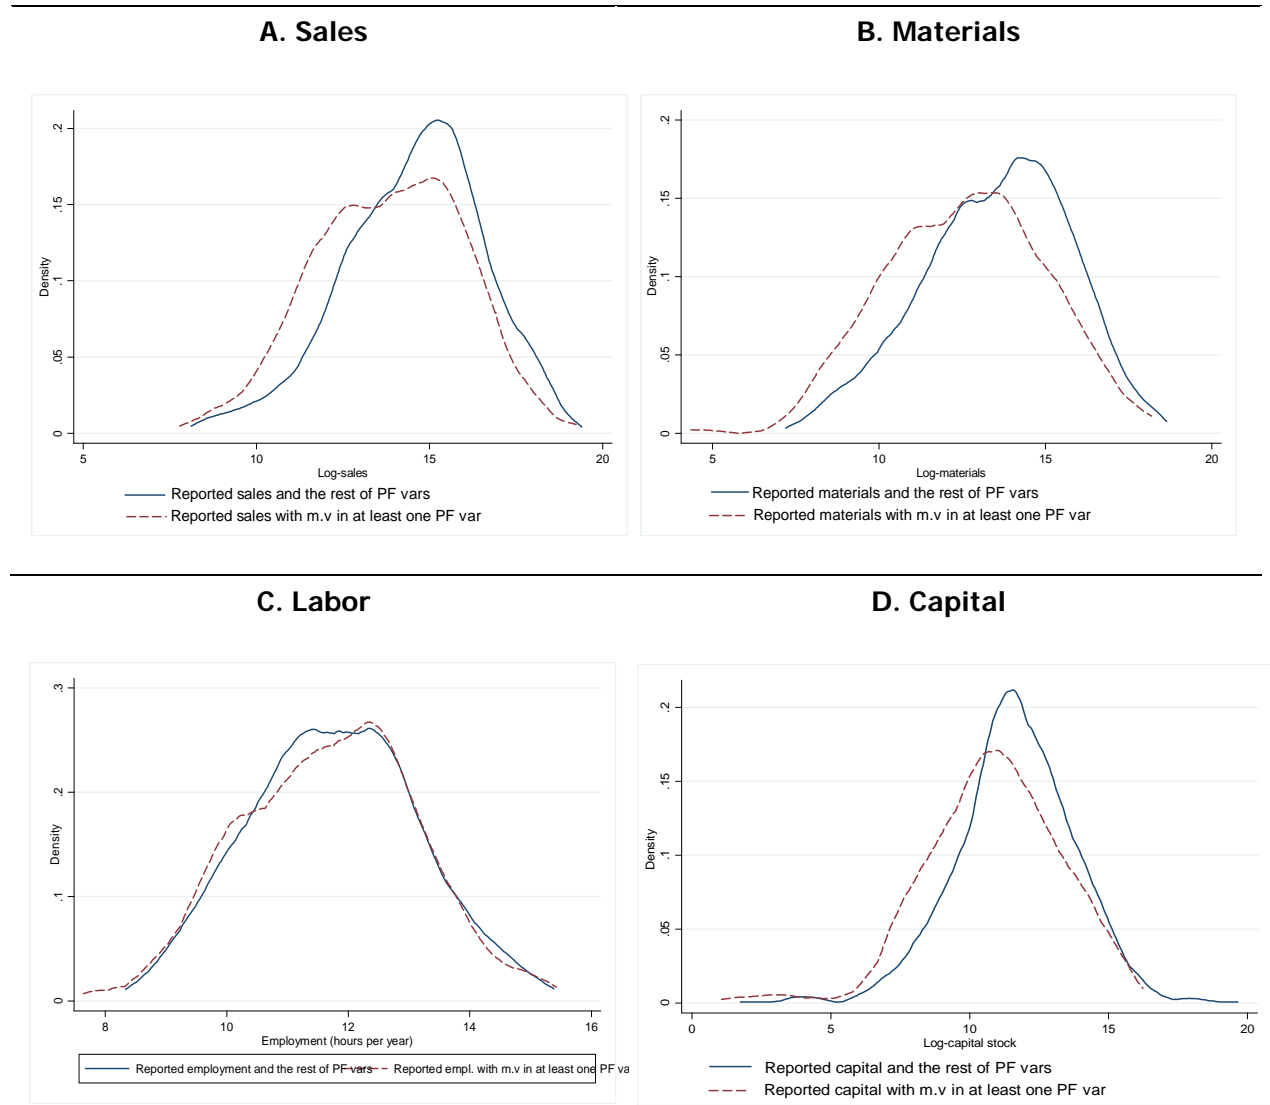 A. Sales
B. Materials
Density
0
.05
.1
.15
.2
5
10
15
20
Log-sales
Reported sales and the rest of PF vars
Reported sales with m.v in at least one PF var
Density
0
.05
.1
.15
.2
5
10
15
20
Log-materials
Reported materials and the rest of PF vars
Reported materials with m.v in at least one PF var
C. Labor
D. Capital
Density
0
.1
.2
.3
8
10
12
14
16
Employment (hours per year)
Reported employment and the rest of PF vars
Reported empl. with m.v in at least one PF va
Density
0
.05
.1
.15
.2
0
5
10
15
20
Log-capital stock
Reported capital and the rest of PF vars
Reported capital with m.v in at least one PF var